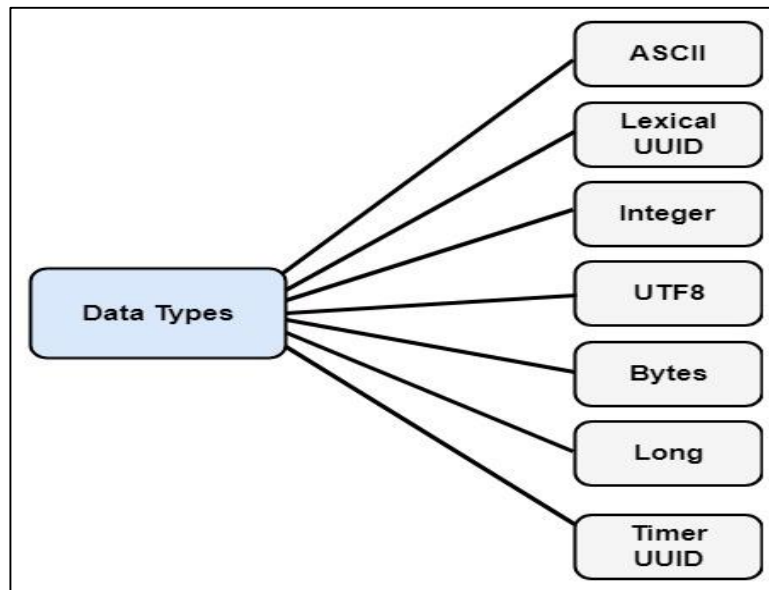 ASCII
Lexical
UUID
Integer
Data Types
UTF8
Bytes
Long
Timer
UUID